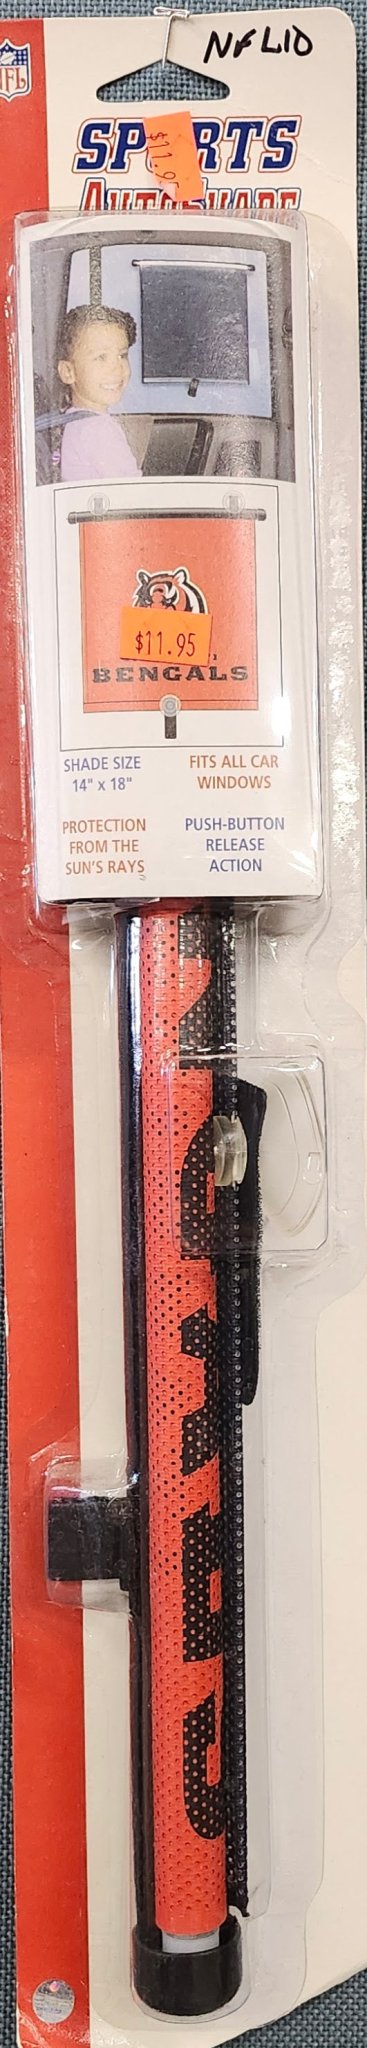 NFL10
NFL
SPORTS
$11.95
AUTOSHADE
$11.95
BENGALS
SHADE SIZE
14" x 18"
FITS ALL CAR
WINDOWS
PROTECTION
FROM THE
SUN'S RAYS
PUSH-BUTTON
RELEASE
ACTION